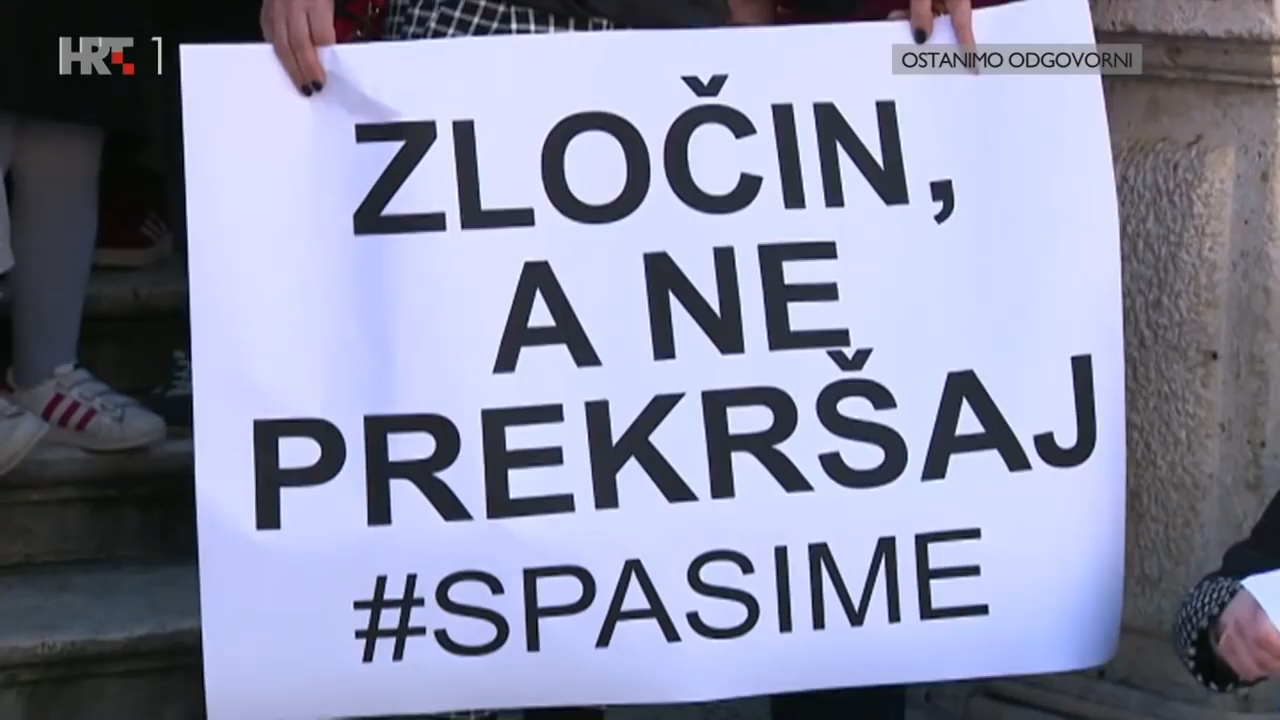 HRT 1
OSTANIMO ODGOVORNI
ZLOČIN,
A NE
PREKRŠAJ
#SPASIME